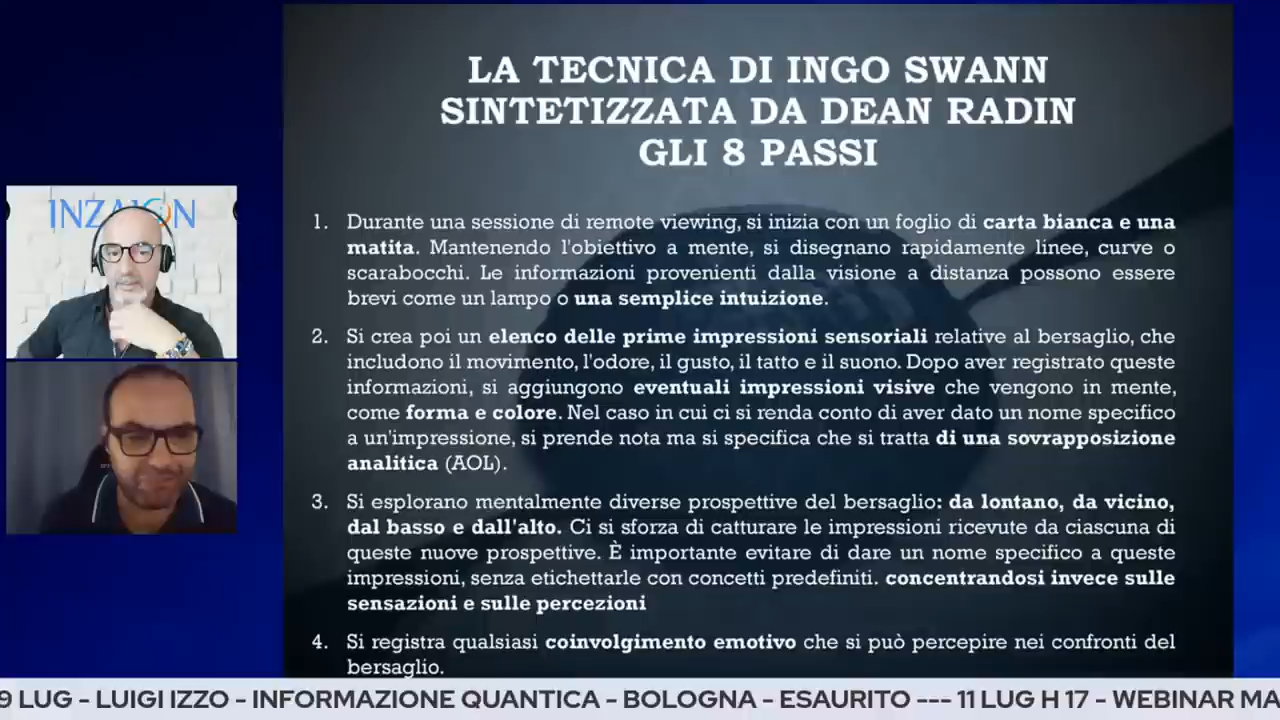 LA TECNICA DI INGO SWANN
SINTETIZZATA DA DEAN RADIN
GLI 8 PASSI
INZAION
1. Durante una sessione di remote viewing, si inizia con un foglio di carta bianca e una
matita. Mantenendo l'obiettivo a mente, si disegnano rapidamente linee, curve o
scarabocchi. Le informazioni provenienti dalla visione a distanza possono essere
brevi come un lampo o una semplice intuizione.
2. Si crea poi un elenco delle prime impressioni sensoriali relative al bersaglio, che
includono il movimento, l'odore, il gusto, il tatto e il suono. Dopo aver registrato queste
informazioni, si aggiungono eventuali impressioni visive che vengono in mente,
come forma e colore. Nel caso in cui ci si renda conto di aver dato un nome specifico
a un'impressione, si prende nota ma si specifica che si tratta di una sovrapposizione
analitica (AOL).
3. Si esplorano mentalmente diverse prospettive del bersaglio: da lontano, da vicino,
dal basso e dall'alto. Ci si sforza di catturare le impressioni ricevute da ciascuna di
queste nuove prospettive. È importante evitare di dare un nome specifico a queste
impressioni, senza etichettarle con concetti predefiniti. concentrandosi invece sulle
sensazioni e sulle percezioni
4. Si registra qualsiasi coinvolgimento emotivo che si può percepire nei confronti del
bersaglio.
9 LUG - LUIGI IZZO - INFORMAZIONE QUANTICA - BOLOGNA - ESAURITO --- 11 LUG H 17 - WEBINAR MA